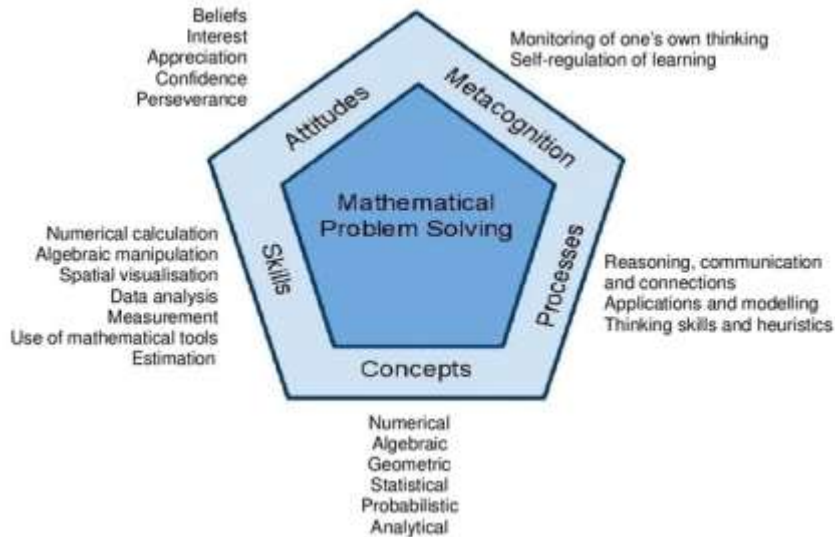 Beliefs
Interest
Appreciation
Confidence
Perseverance
Attitudes
Monitoring of one's own thinking
Self-regulation of learning
Metacognition
Mathematical
Problem Solving
Numerical calculation
Algebraic manipulation
Spatial visualisation
Data analysis
Measurement
Use of mathematical tools
Estimation
Skills
Processes
Reasoning, communication
and connections
Applications and modelling
Thinking skills and heuristics
Concepts
Numerical
Algebraic
Geometric
Statistical
Probabilistic
Analytical